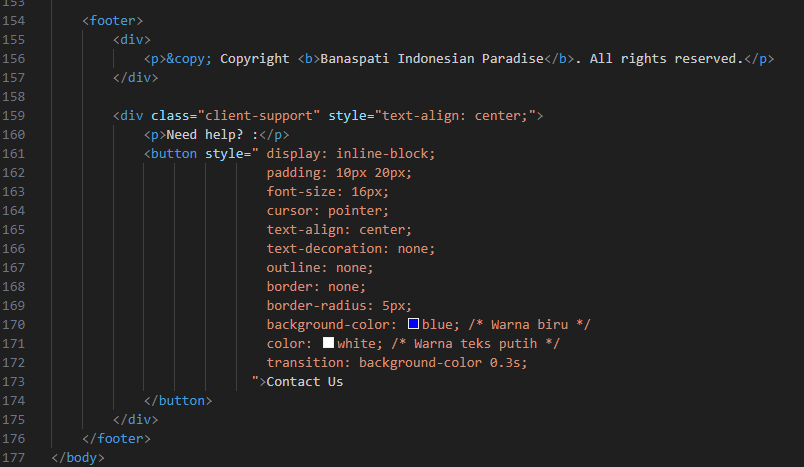 153
154 <footer>
155 <div>
156 <p>&copy; Copyright <b>Banaspati Indonesian Paradise</b>. All rights reserved.</p>
157 </div>
158
159 <div class="client-support" style="text-align: center;">
160 <p>Need help? :</p>
161 <button style=" display: inline-block;
162 padding: 10px 20px;
163 font-size: 16px;
164 cursor: pointer;
165 text-align: center;
166 text-decoration: none;
167 outline: none;
168 border: none;
169 border-radius: 5px;
170 background-color: blue; /* Warna biru */
171 color: white; /* Warna teks putih */
172 transition: background-color 0.3s;
173 ">Contact Us
174 </button>
175 </div>
176 </footer>
177 </body>